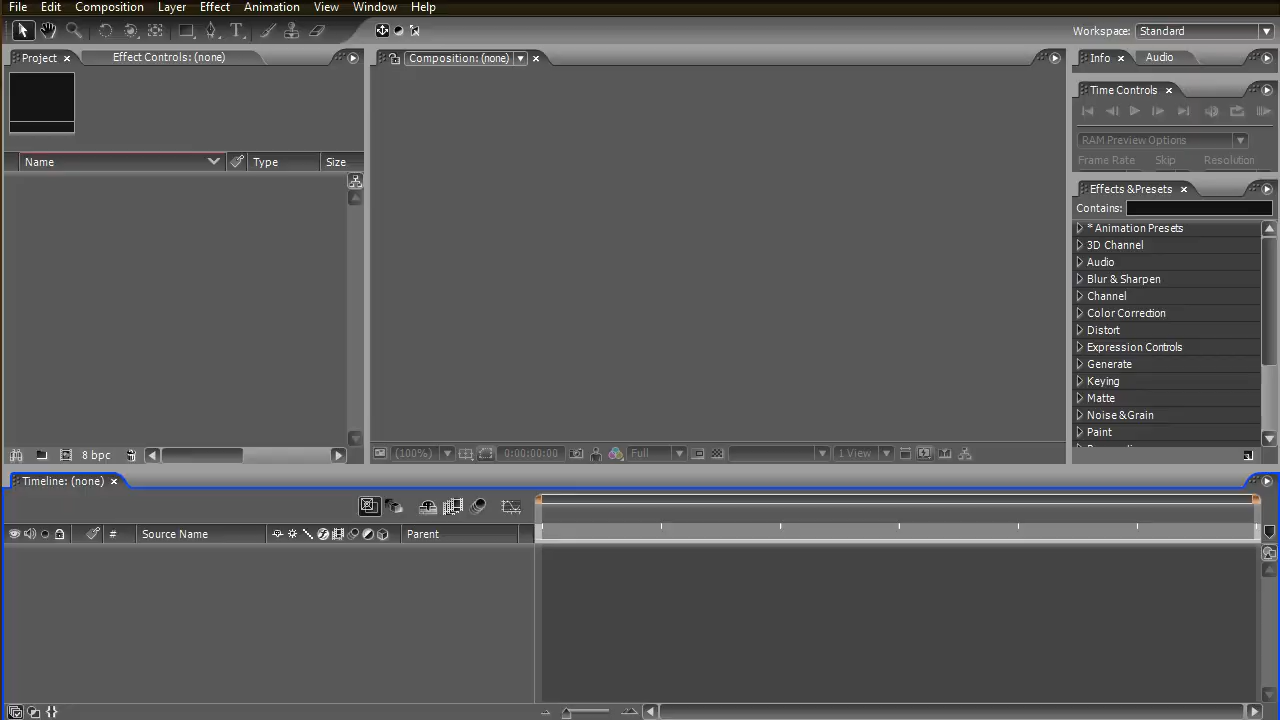 File Edit Composition Layer Effect Animation View Window Help
Workspace: Standard
Project Effect Controls: (none) Composition: (none) Info Audio
Time Controls
RAM Preview Options
Frame Rate Skip Resolution
Name Type Size
Effects & Presets
Contains:
* Animation Presets
3D Channel
Audio
Blur & Sharpen
Channel
Color Correction
Distort
Expression Controls
Generate
Keying
Matte
Noise & Grain
Paint
8 bpc (100%) 0:00:00:00 Full 1 View
Timeline: (none)
# Source Name Parent